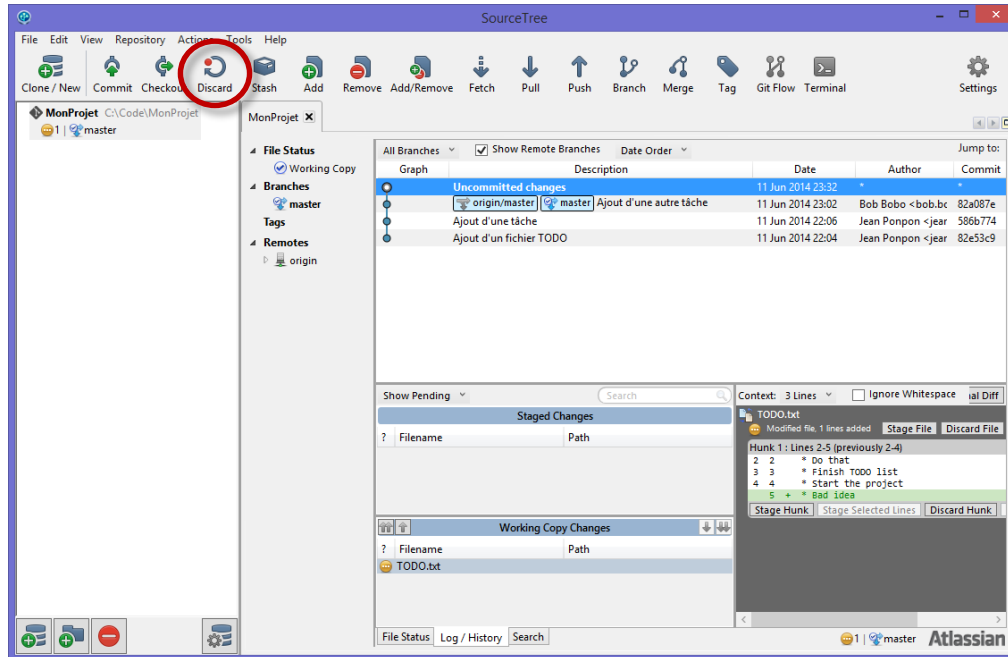 SourceTree
File Edit View Repository Actions Tools Help
Clone / New Commit Checkout Discard Stash Add Remove Add/Remove Fetch Pull Push Branch Merge Tag Git Flow Terminal Settings
MonProjet C:\Code\MonProjet
1 | master
MonProjet
File Status
Working Copy
Branches
master
Tags
Remotes
origin
All Branches Show Remote Branches Date Order Jump to:
Graph Description Date Author Commit
Uncommitted changes 11 Jun 2014 23:32 * *
origin/master master Ajout d'une autre tâche 11 Jun 2014 23:02 Bob Bobo <bob.bc 82a087e
Ajout d'une tâche 11 Jun 2014 22:06 Jean Ponpon <jear 586b774
Ajout d'un fichier TODO 11 Jun 2014 22:04 Jean Ponpon <jear 82e53c9
Show Pending Search
Staged Changes
? Filename Path
Working Copy Changes
? Filename Path
TODO.txt
Context: 3 Lines Ignore Whitespace al Diff
TODO.txt
Modified file, 1 lines added Stage File Discard File
Hunk 1 : Lines 2-5 (previously 2-4)
2 2 * Do that
3 3 * Finish TODO list
4 4 * Start the project
5 + * Bad idea
Stage Hunk Stage Selected Lines Discard Hunk
File Status Log / History Search
1 | master Atlassian